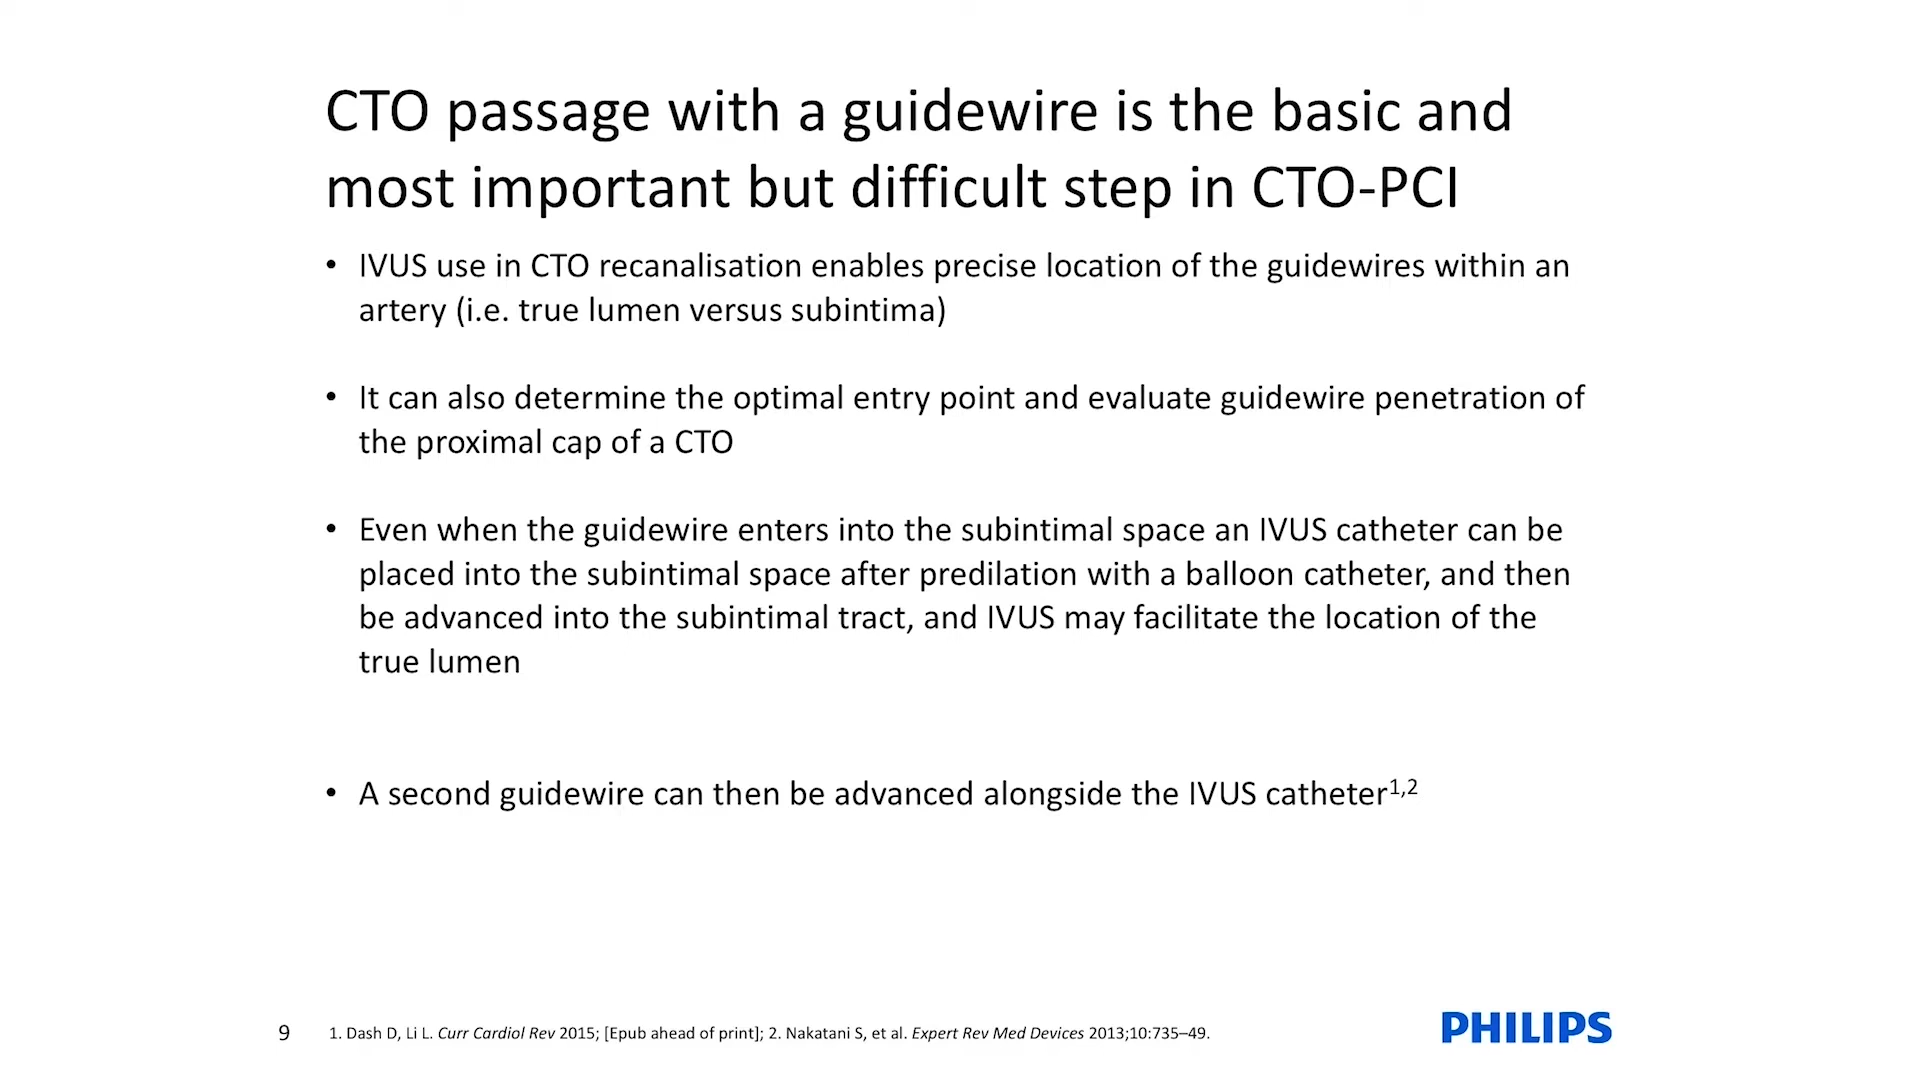 CTO passage with a guidewire is the basic and
most important but difficult step in CTO-PCI
• IVUS use in CTO recanalisation enables precise location of the guidewires within an
artery (i.e. true lumen versus subintima)
• It can also determine the optimal entry point and evaluate guidewire penetration of
the proximal cap of a CTO
• Even when the guidewire enters into the subintimal space an IVUS catheter can be
placed into the subintimal space after predilation with a balloon catheter, and then
be advanced into the subintimal tract, and IVUS may facilitate the location of the
true lumen
• A second guidewire can then be advanced alongside the IVUS catheter1,2
9
1. Dash D, Li L. Curr Cardiol Rev 2015; [Epub ahead of print]; 2. Nakatani S, et al. Expert Rev Med Devices 2013;10:735–49.
PHILIPS